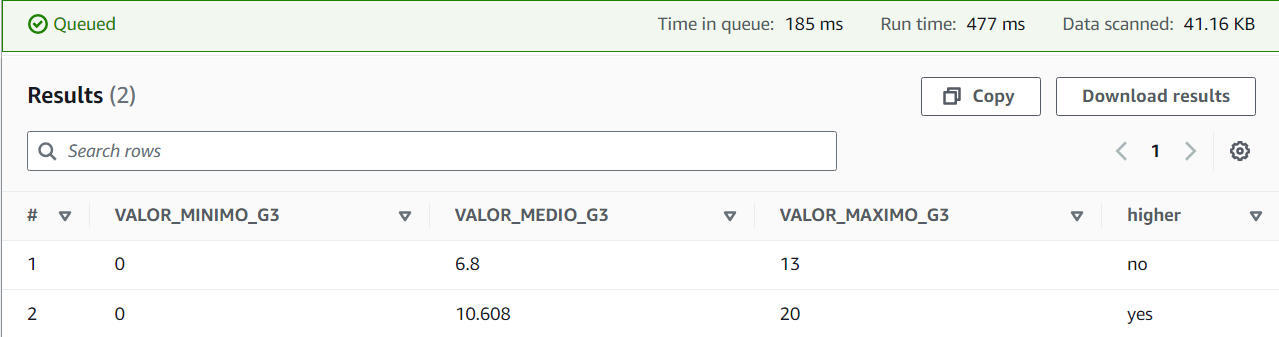 Queued Time in queue: 185 ms Run time: 477 ms Data scanned: 41.16 KB
Results (2) Copy Download results
Search rows 1
# VALOR_MINIMO_G3 VALOR_MEDIO_G3 VALOR_MAXIMO_G3 higher
1 0 6.8 13 no
2 0 10.608 20 yes